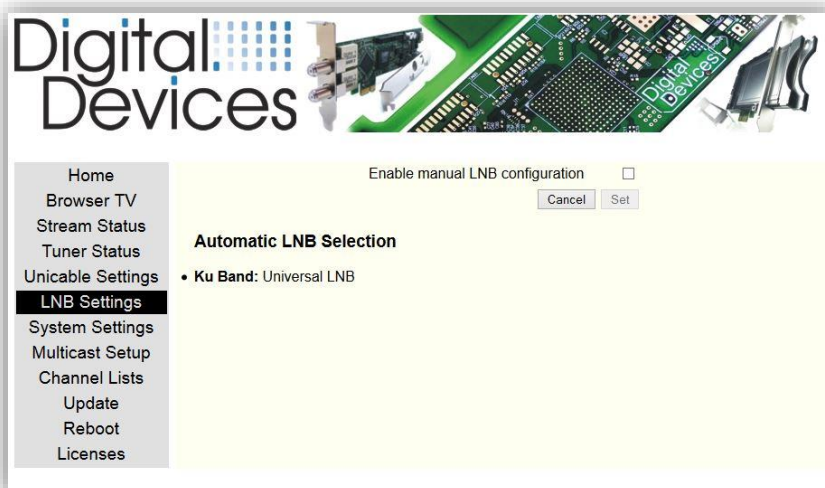 Digital
Devices
Digital
Devices
Home
Browser TV
Stream Status
Tuner Status
Unicable Settings
LNB Settings
System Settings
Multicast Setup
Channel Lists
Update
Reboot
Licenses
Enable manual LNB configuration
Cancel Set
Automatic LNB Selection
• Ku Band: Universal LNB